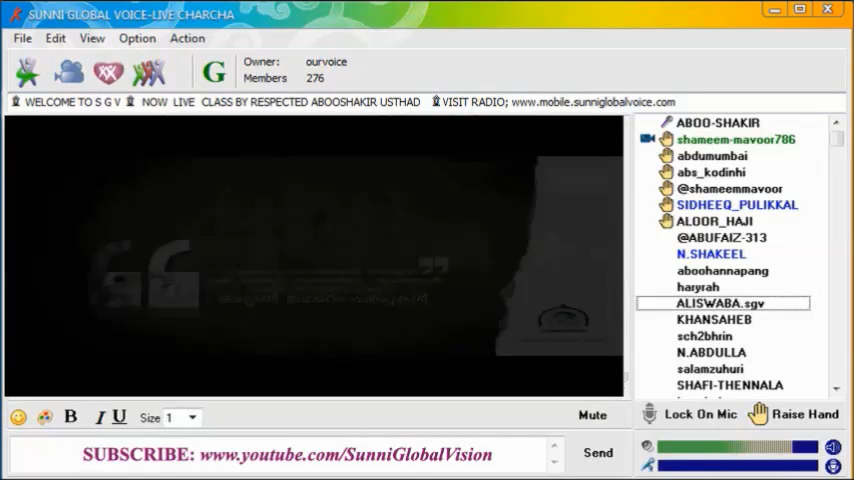 SUNNI GLOBAL VOICE-LIVE CHARCHA
File Edit View Option Action
G
Owner: ourvoice
Members 276
WELCOME TO S G V NOW LIVE CLASS BY RESPECTED ABOOSHAKIR USTHAD VISIT RADIO; www.mobile.sunniglobalvoice.com
ABOO-SHAKIR
shameem-mavoor786
abdumumbai
abs_kodinhi
@shameemmavoor
SIDHEEQ_PULIKKAL
ALOOR_HAJI
@ABUFAIZ-313
N.SHAKEEL
aboohannapang
haryrah
ALISWABA.sgv
KHANSAHEB
sch2bhrin
N.ABDULLA
salamzuhuri
SHAFI-THENNALA
B I U Size 1 Mute
Lock On Mic Raise Hand
SUBSCRIBE: www.youtube.com/SunniGlobalVision
Send